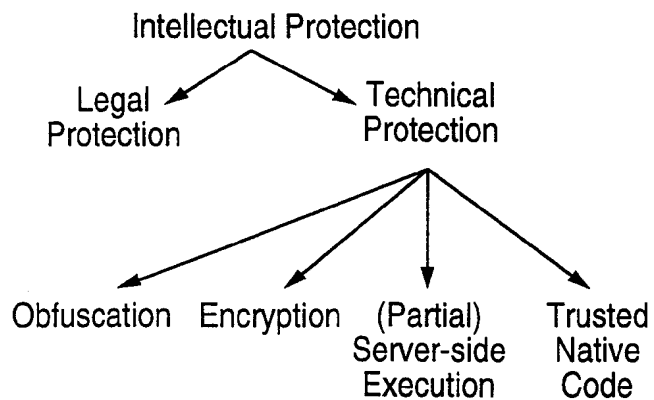 Intellectual Protection
Legal
Protection
Technical
Protection
Obfuscation
Encryption
(Partial)
Server-side
Execution
Trusted
Native
Code